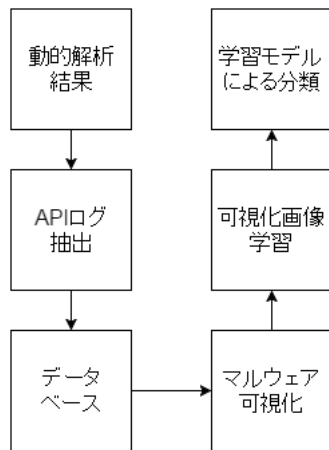 動的解析
結果
APIログ
抽出
データ
ベース
マルウェア
可視化
可視化画像
学習
学習モデル
による分類